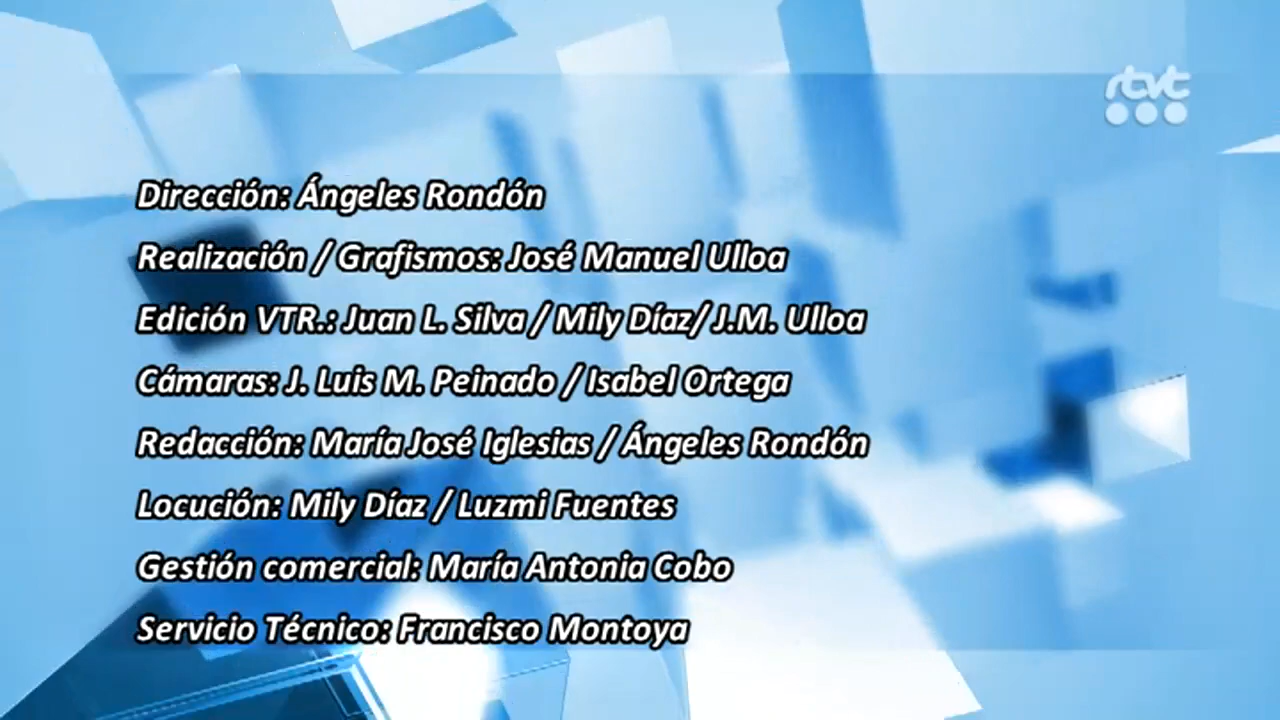 rtvt
Dirección: Ángeles Rondón
Realización / Grafismos: José Manuel Ulloa
Edición VTR.: Juan L. Silva / Mily Díaz/ J.M. Ulloa
Cámaras: J. Luis M. Peinado / Isabel Ortega
Redacción: María José Iglesias / Ángeles Rondón
Locución: Mily Díaz / Luzmi Fuentes
Gestión comercial: María Antonia Cobo
Servicio Técnico: Francisco Montoya